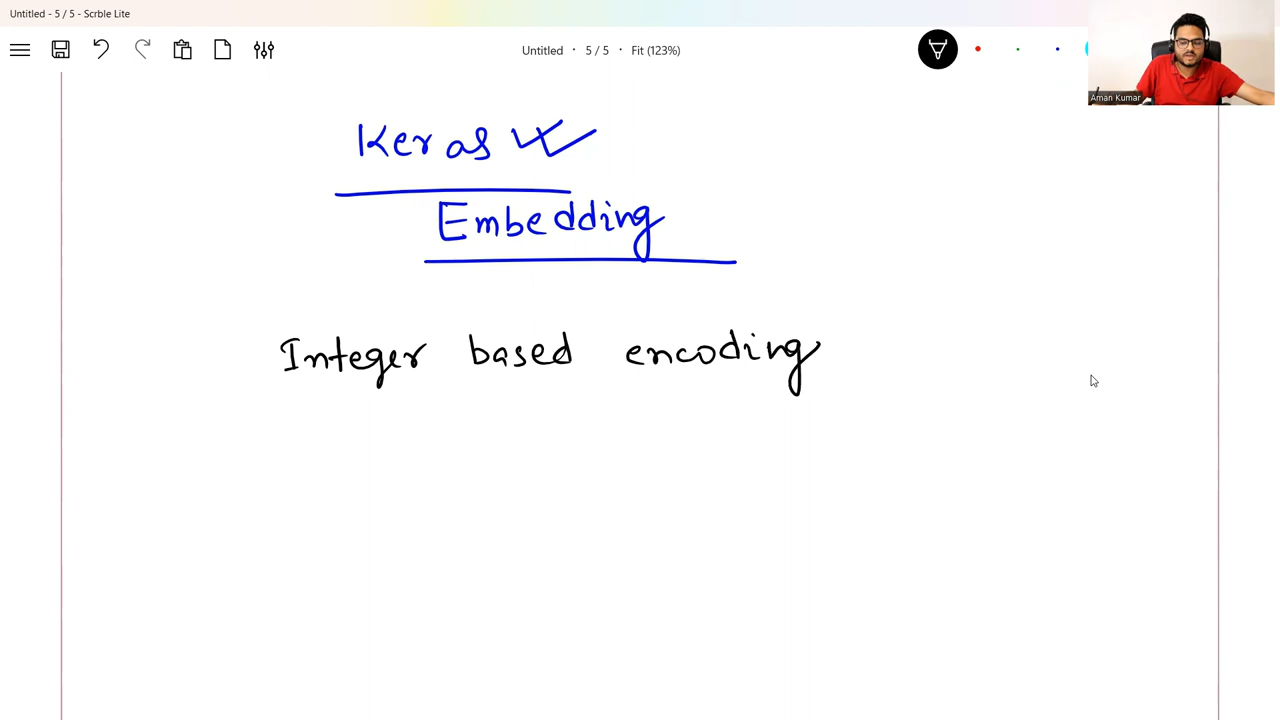 Untitled - 5 / 5 - Scrble Lite
Untitled • 5 / 5 • Fit (123%)
Aman Kumar
Keras
Embedding
Integer based encoding